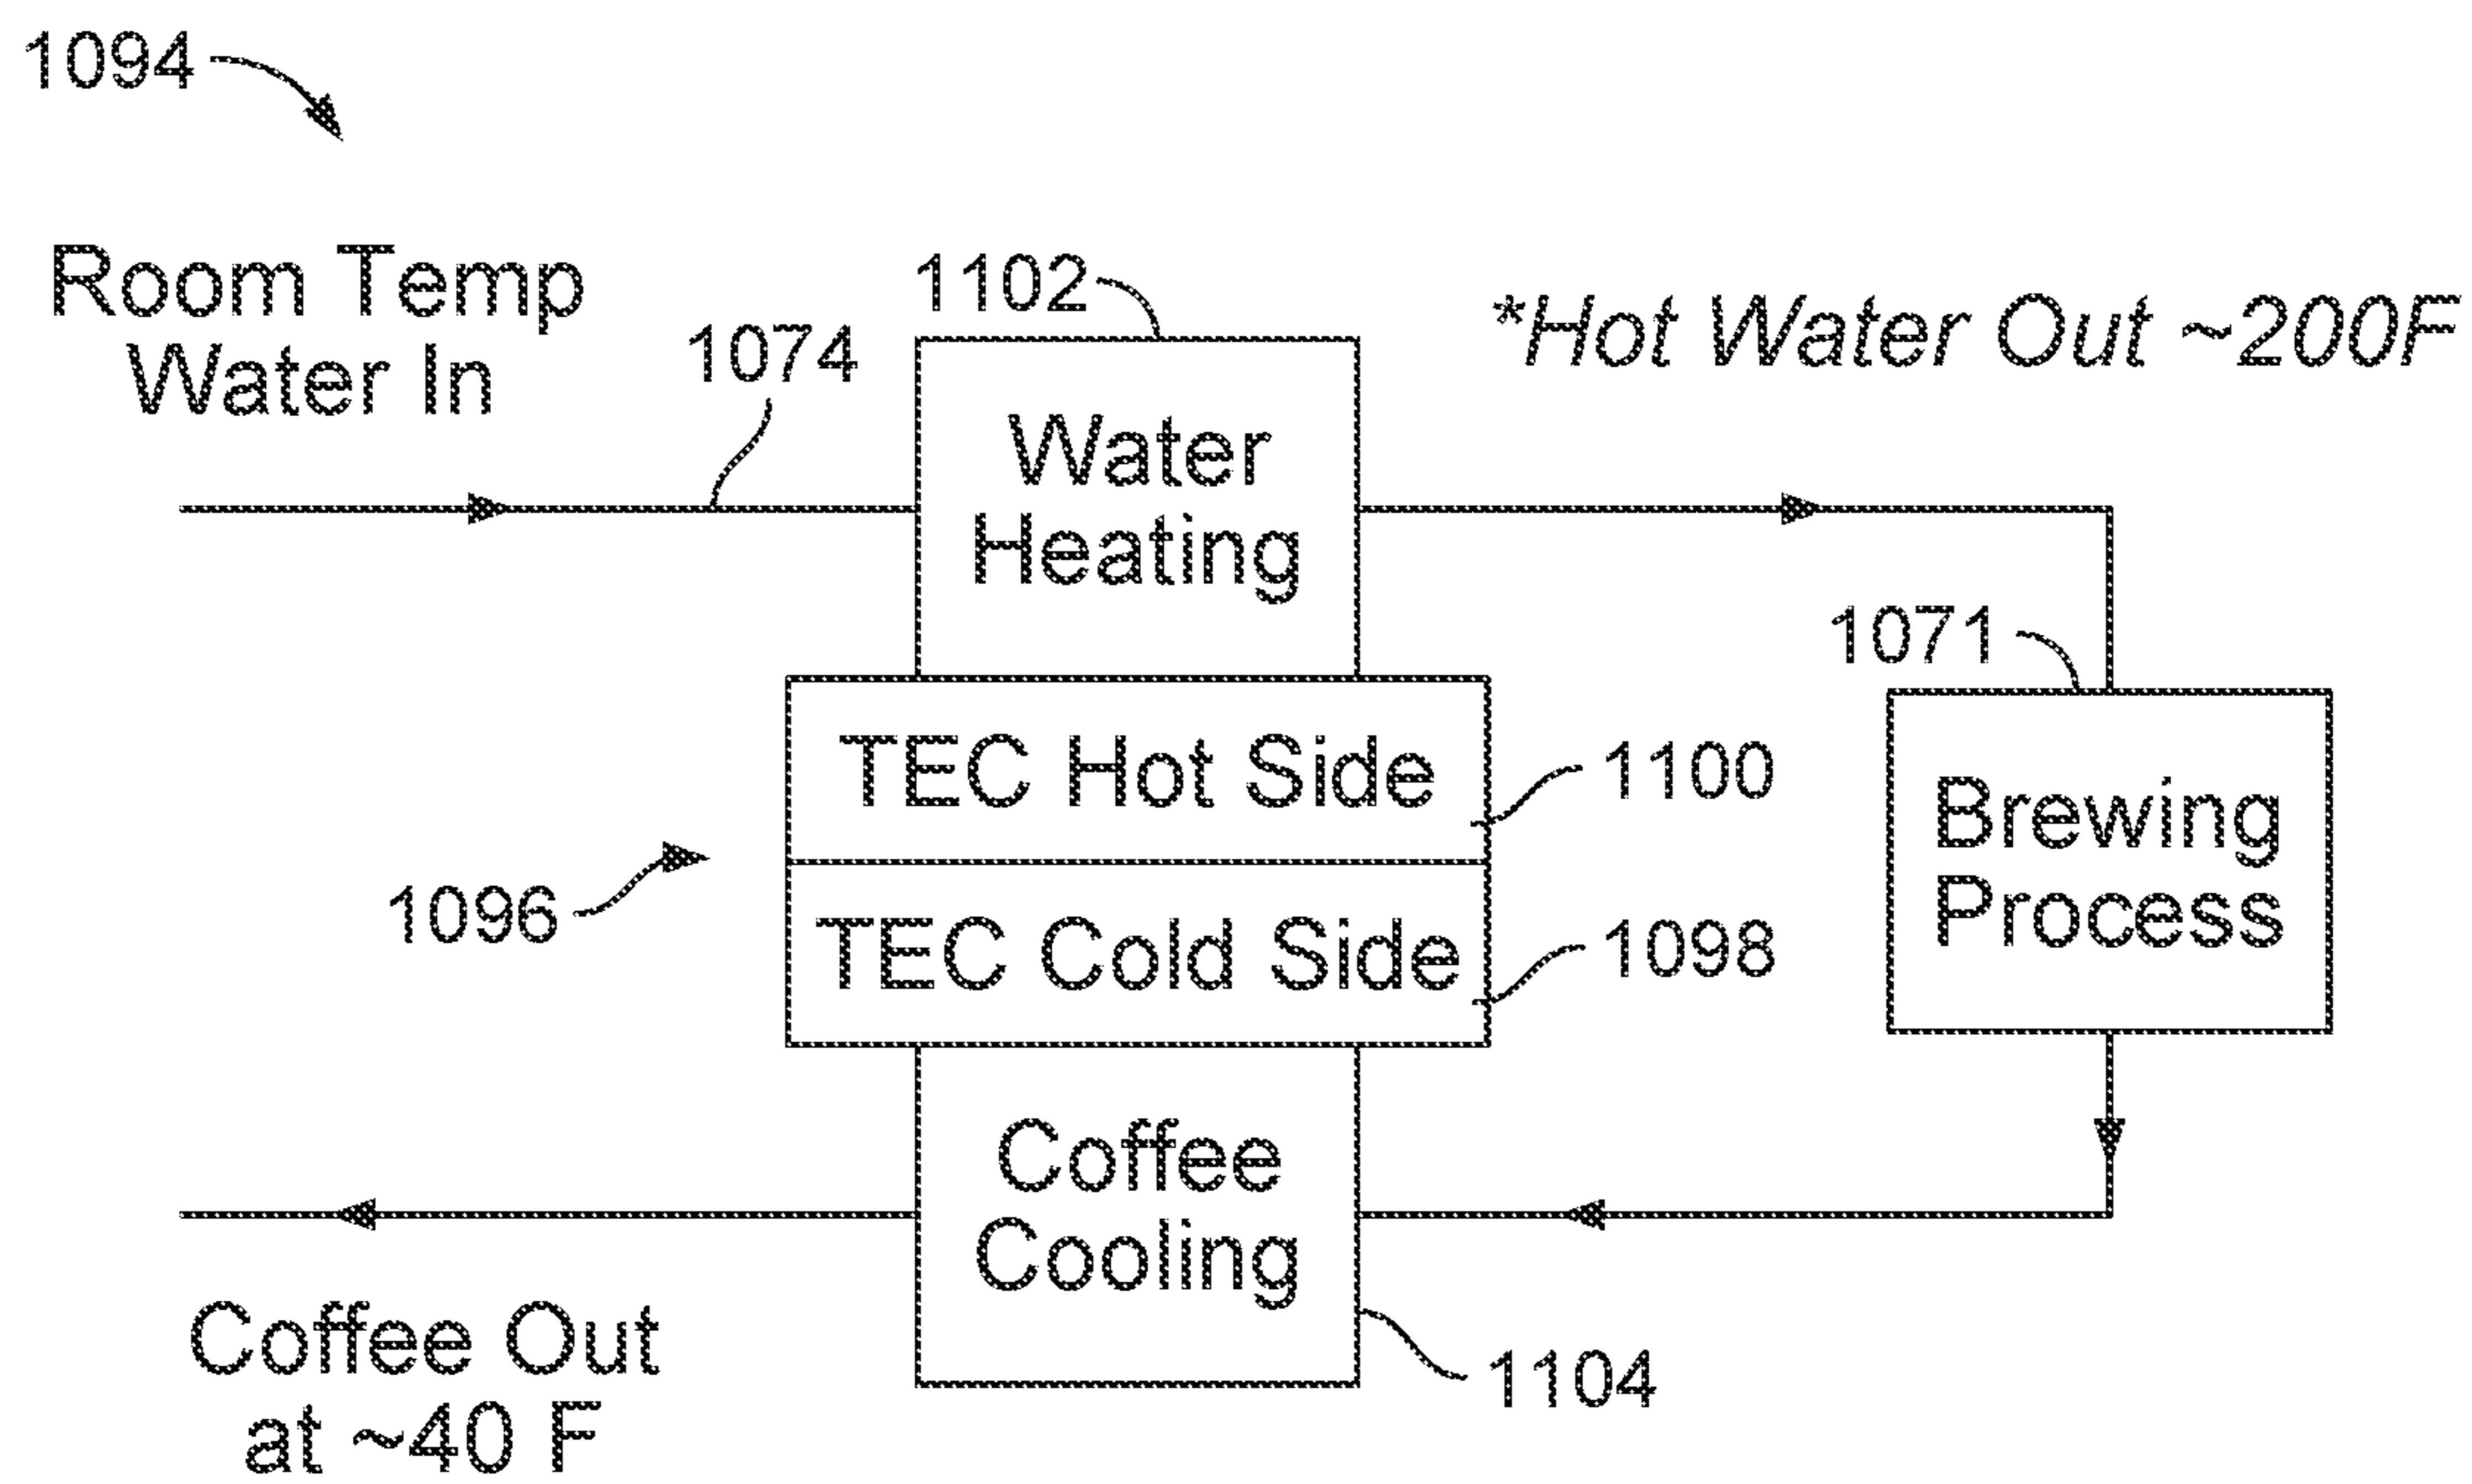 1094
Room Temp
Water In
1074
1102
Water
Heating
*Hot Water Out ~200F
1071
Brewing
Process
TEC Hot Side
1100
1096
TEC Cold Side
1098
Coffee
Cooling
1104
Coffee Out
at ~40 F